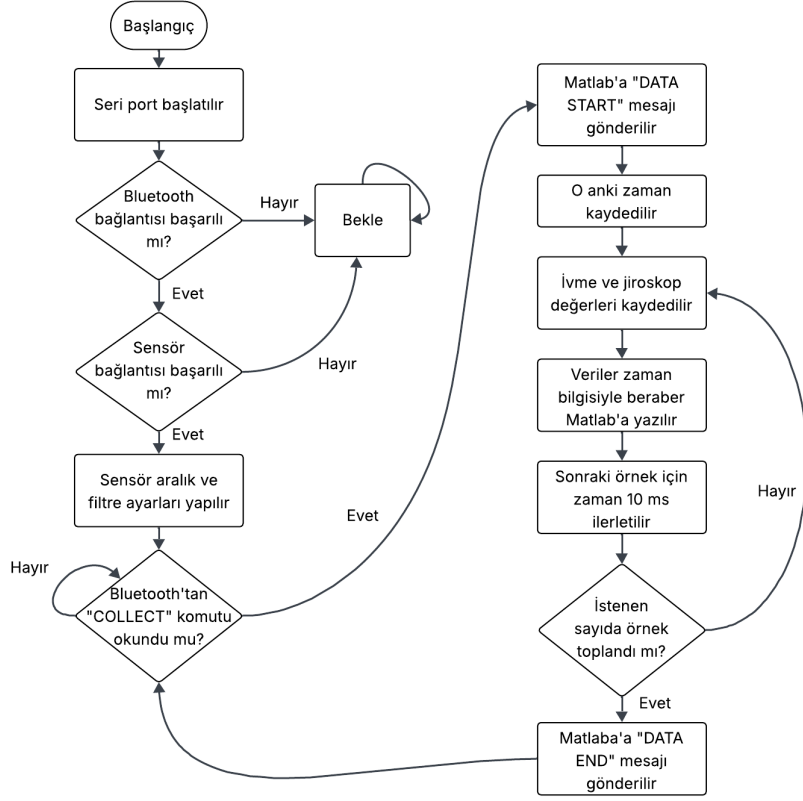 Başlangıç
Seri port başlatılır
Bluetooth
bağlantısı başarılı
mı?
Hayır
Bekle
Evet
Sensör
bağlantısı başarılı
mı?
Hayır
Evet
Sensör aralık ve
filtre ayarları yapılır
Hayır
Bluetooth'tan
"COLLECT" komutu
okundu mu?
Evet
Matlab'a "DATA
START" mesajı
gönderilir
O anki zaman
kaydedilir
İvme ve jiroskop
değerleri kaydedilir
Veriler zaman
bilgisiyle beraber
Matlab'a yazılır
Sonraki örnek için
zaman 10 ms
ilerletilir
Hayır
İstenen
sayıda örnek
toplandı mı?
Evet
Matlaba'a "DATA
END" mesajı
gönderilir